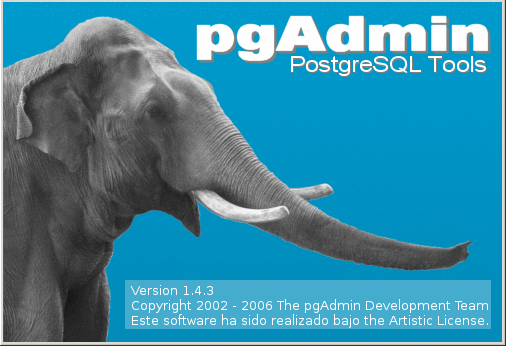 pgAdmin
PostgreSQL Tools
Version 1.4.3
Copyright 2002 - 2006 The pgAdmin Development Team
Este software ha sido realizado bajo the Artistic License.